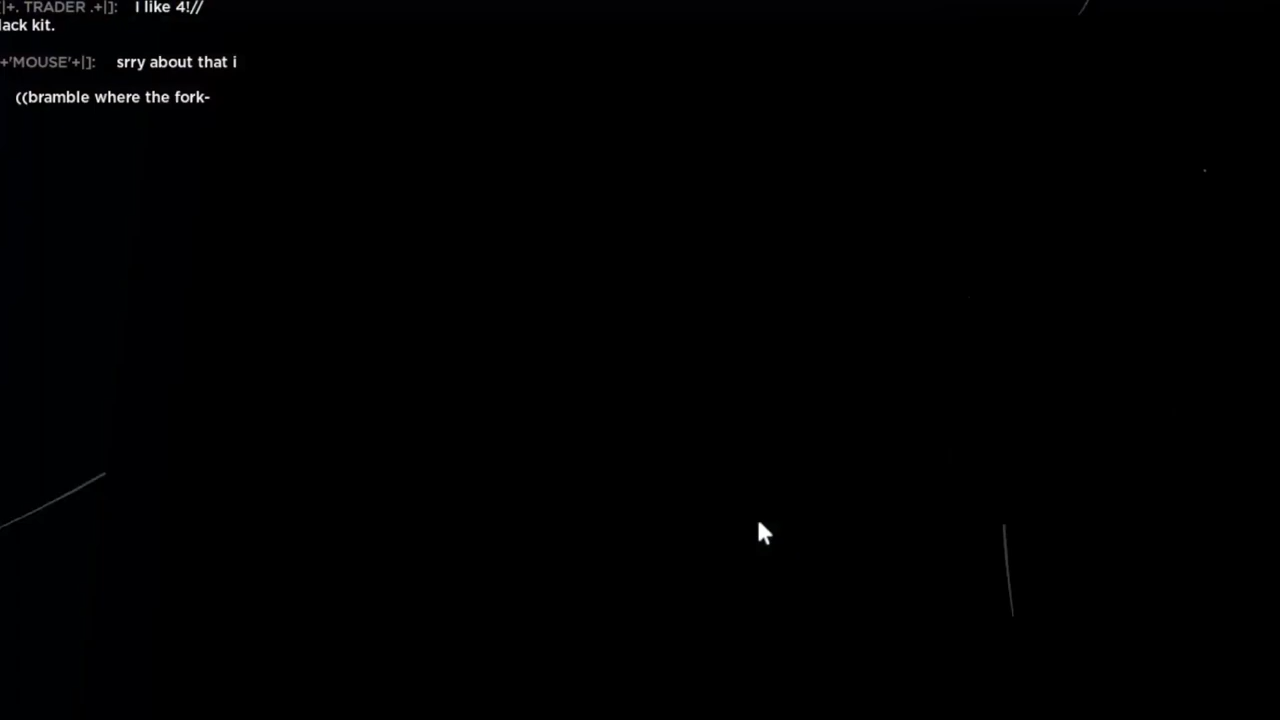 |+. TRADER .+|]: I like 4!//
lack kit.
+'MOUSE'+|]: srry about that i
((bramble where the fork-